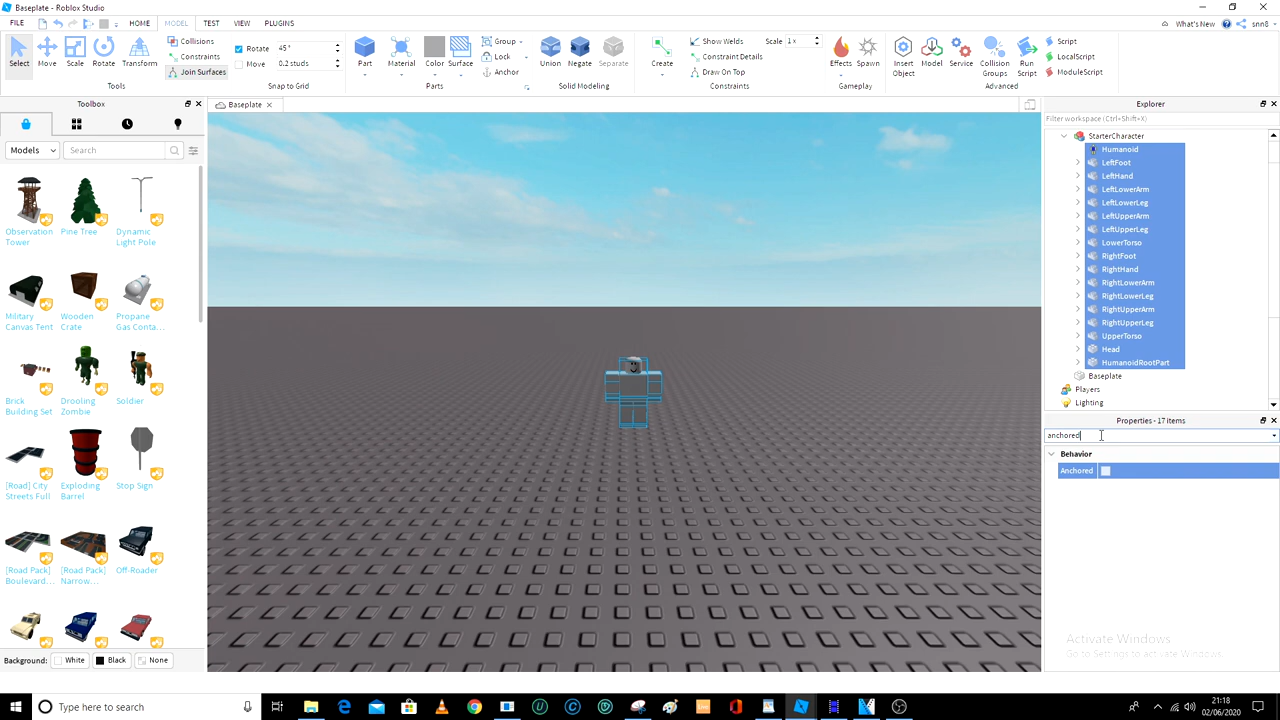 Baseplate - Roblox Studio
FILE HOME MODEL TEST VIEW PLUGINS What's New snn8
Select Move Scale Rotate Transform
Collisions
Constraints
Join Surfaces
Tools
Rotate 45°
Move 0.2 studs
Snap to Grid
Part Material Color Surface
Group
Lock
Anchor
Parts
Union Negate Separate
Solid Modeling
Create
Show Welds
Constraint Details
Draw On Top
Scale 1 x
Constraints
Effects Spawn
Gameplay
Insert Object
Model
Service
Collision Groups
Run Script
Script
LocalScript
ModuleScript
Advanced
Toolbox
Models Search
Observation Tower
Pine Tree
Dynamic Light Pole
Military Canvas Tent
Wooden Crate
Propane Gas Conta...
Brick Building Set
Drooling Zombie
Soldier
[Road] City Streets Full
Exploding Barrel
Stop Sign
[Road Pack] Boulevard...
[Road Pack] Narrow...
Off-Roader
Background: White Black None
Baseplate
Explorer
Filter workspace (Ctrl+Shift+X)
StarterCharacter
Humanoid
LeftFoot
LeftHand
LeftLowerArm
LeftLowerLeg
LeftUpperArm
LeftUpperLeg
LowerTorso
RightFoot
RightHand
RightLowerArm
RightLowerLeg
RightUpperArm
RightUpperLeg
UpperTorso
Head
HumanoidRootPart
Baseplate
Players
Lighting
Properties - 17 items
anchored
Behavior
Anchored
Activate Windows
Go to Settings to activate Windows.
Type here to search
21:18
02/06/2020